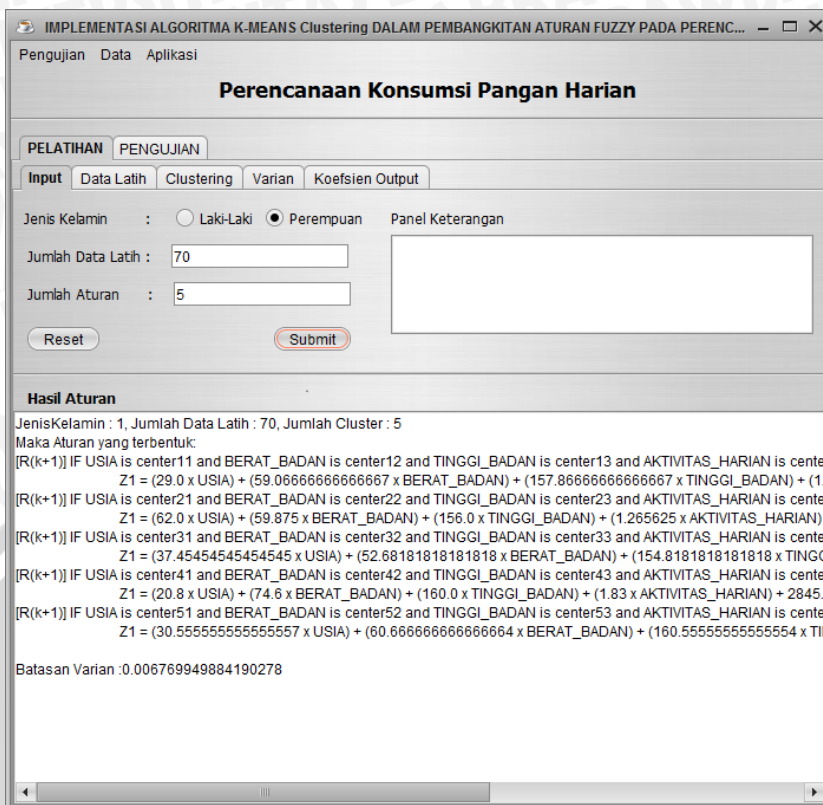 IMPLEMENTASI ALGORITMA K-MEANS Clustering DALAM PEMBANGKITAN ATURAN FUZZY PADA PERENC...
Pengujian Data Aplikasi
Perencanaan Konsumsi Pangan Harian
PELATIHAN PENGUJIAN
Input Data Latih Clustering Varian Koefsien Output
Jenis Kelamin : Laki-Laki Perempuan Panel Keterangan
Jumlah Data Latih : 70
Jumlah Aturan : 5
Reset Submit
Hasil Aturan
JenisKelamin : 1, Jumlah Data Latih : 70, Jumlah Cluster : 5
Maka Aturan yang terbentuk:
[R(k+1)] IF USIA is center11 and BERAT_BADAN is center12 and TINGGI_BADAN is center13 and AKTIVITAS_HARIAN is cente
Z1 = (29.0 x USIA) + (59.06666666666667 x BERAT_BADAN) + (157.86666666666667 x TINGGI_BADAN) + (1.
[R(k+1)] IF USIA is center21 and BERAT_BADAN is center22 and TINGGI_BADAN is center23 and AKTIVITAS_HARIAN is cente
Z1 = (62.0 x USIA) + (59.875 x BERAT_BADAN) + (156.0 x TINGGI_BADAN) + (1.265625 x AKTIVITAS_HARIAN)
[R(k+1)] IF USIA is center31 and BERAT_BADAN is center32 and TINGGI_BADAN is center33 and AKTIVITAS_HARIAN is cente
Z1 = (37.45454545454545 x USIA) + (52.68181818181818 x BERAT_BADAN) + (154.8181818181818 x TINGG
[R(k+1)] IF USIA is center41 and BERAT_BADAN is center42 and TINGGI_BADAN is center43 and AKTIVITAS_HARIAN is cente
Z1 = (20.8 x USIA) + (74.6 x BERAT_BADAN) + (160.0 x TINGGI_BADAN) + (1.83 x AKTIVITAS_HARIAN) + 2845.
[R(k+1)] IF USIA is center51 and BERAT_BADAN is center52 and TINGGI_BADAN is center53 and AKTIVITAS_HARIAN is cente
Z1 = (30.555555555555557 x USIA) + (60.666666666666664 x BERAT_BADAN) + (160.55555555555554 x TI
Batasan Varian :0.006769949884190278